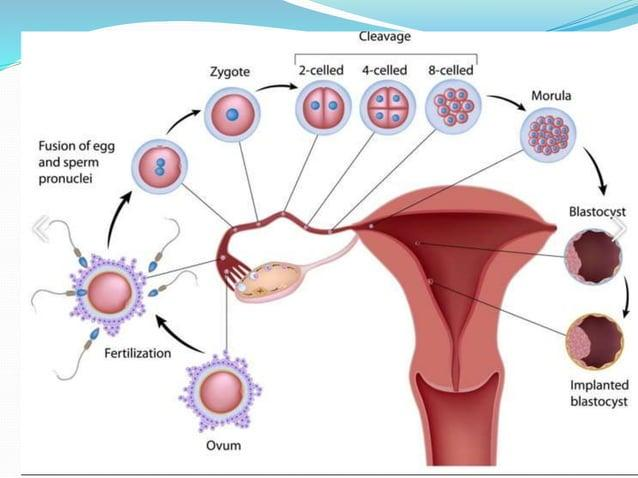 Cleavage
2-celled 4-celled 8-celled
Zygote
Morula
Fusion of egg
and sperm
pronuclei
Blastocyst
Fertilization
Implanted
blastocyst
Ovum